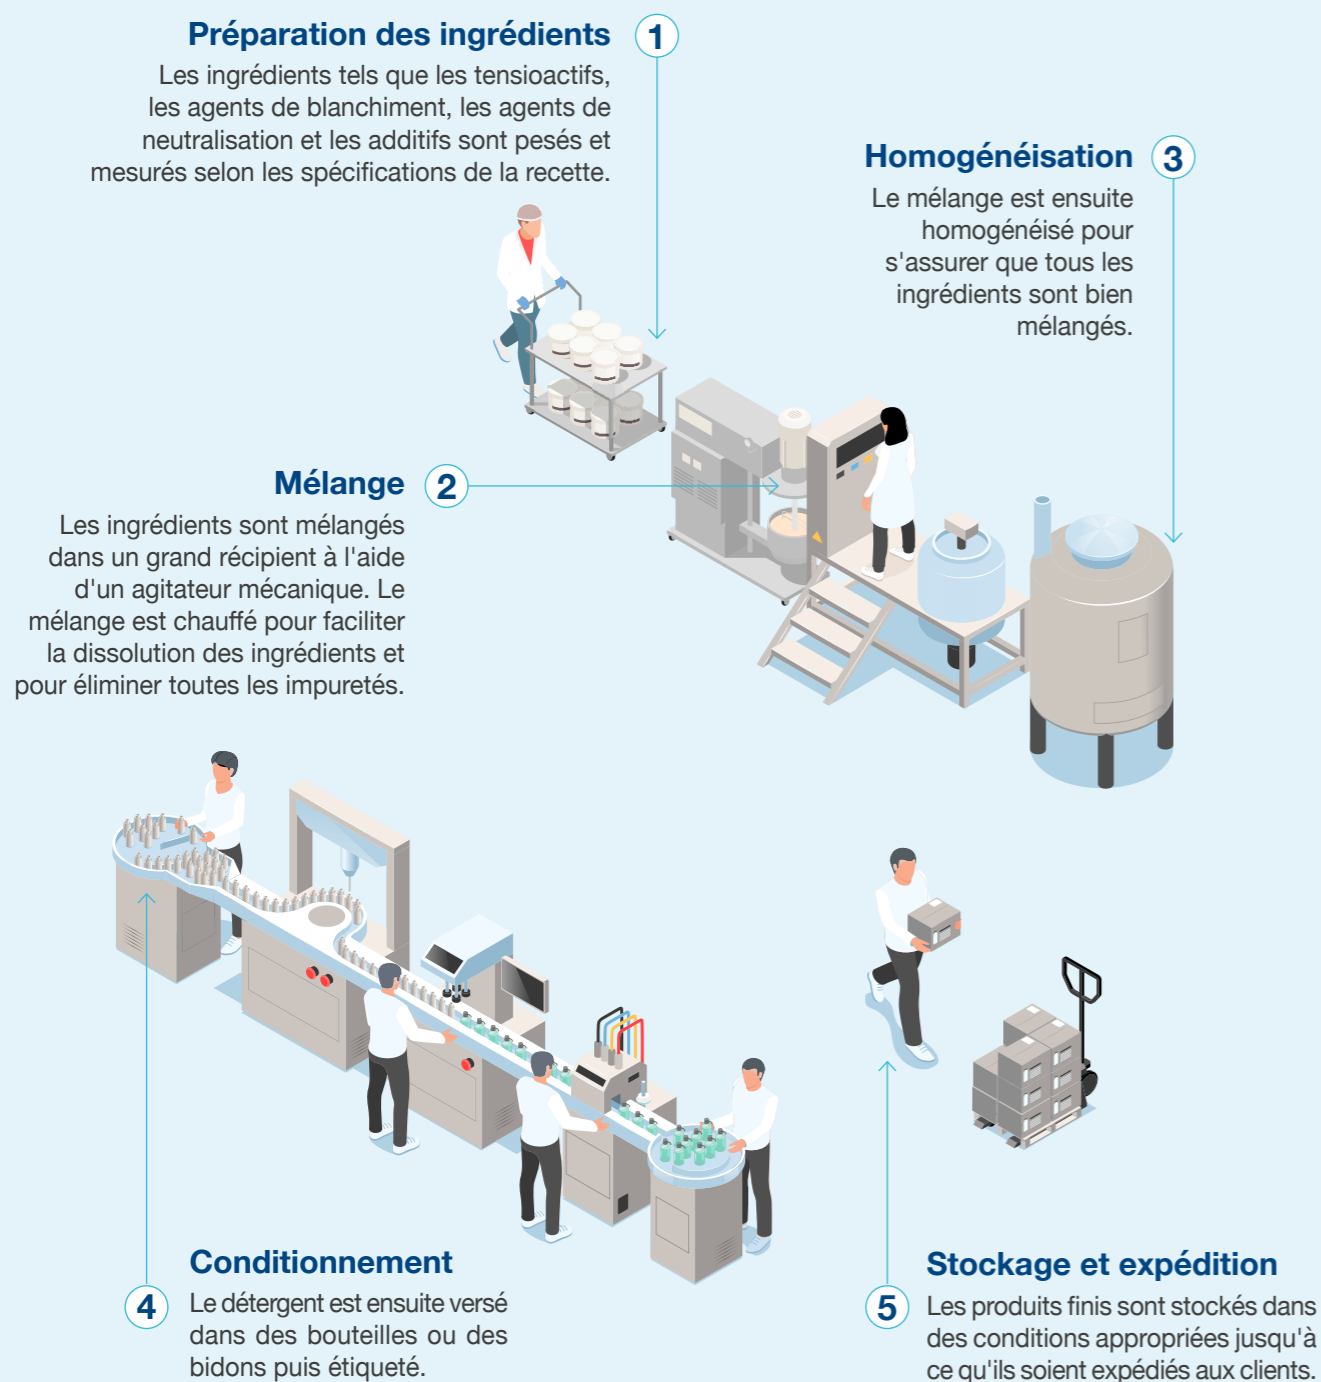 Préparation des ingrédients
1
Les ingrédients tels que les tensioactifs,
les agents de blanchiment, les agents de
neutralisation et les additifs sont pesés et
mesurés selon les spécifications de la recette.
Homogénéisation
3
Le mélange est ensuite
homogénéisé pour
s'assurer que tous les
ingrédients sont bien
mélangés.
Mélange
2
Les ingrédients sont mélangés
dans un grand récipient à l'aide
d'un agitateur mécanique. Le
mélange est chauffé pour faciliter
la dissolution des ingrédients et
pour éliminer toutes les impuretés.
Conditionnement
4
Le détergent est ensuite versé
dans des bouteilles ou des
bidons puis étiqueté.
Stockage et expédition
5
Les produits finis sont stockés dans
des conditions appropriées jusqu'à
ce qu'ils soient expédiés aux clients.